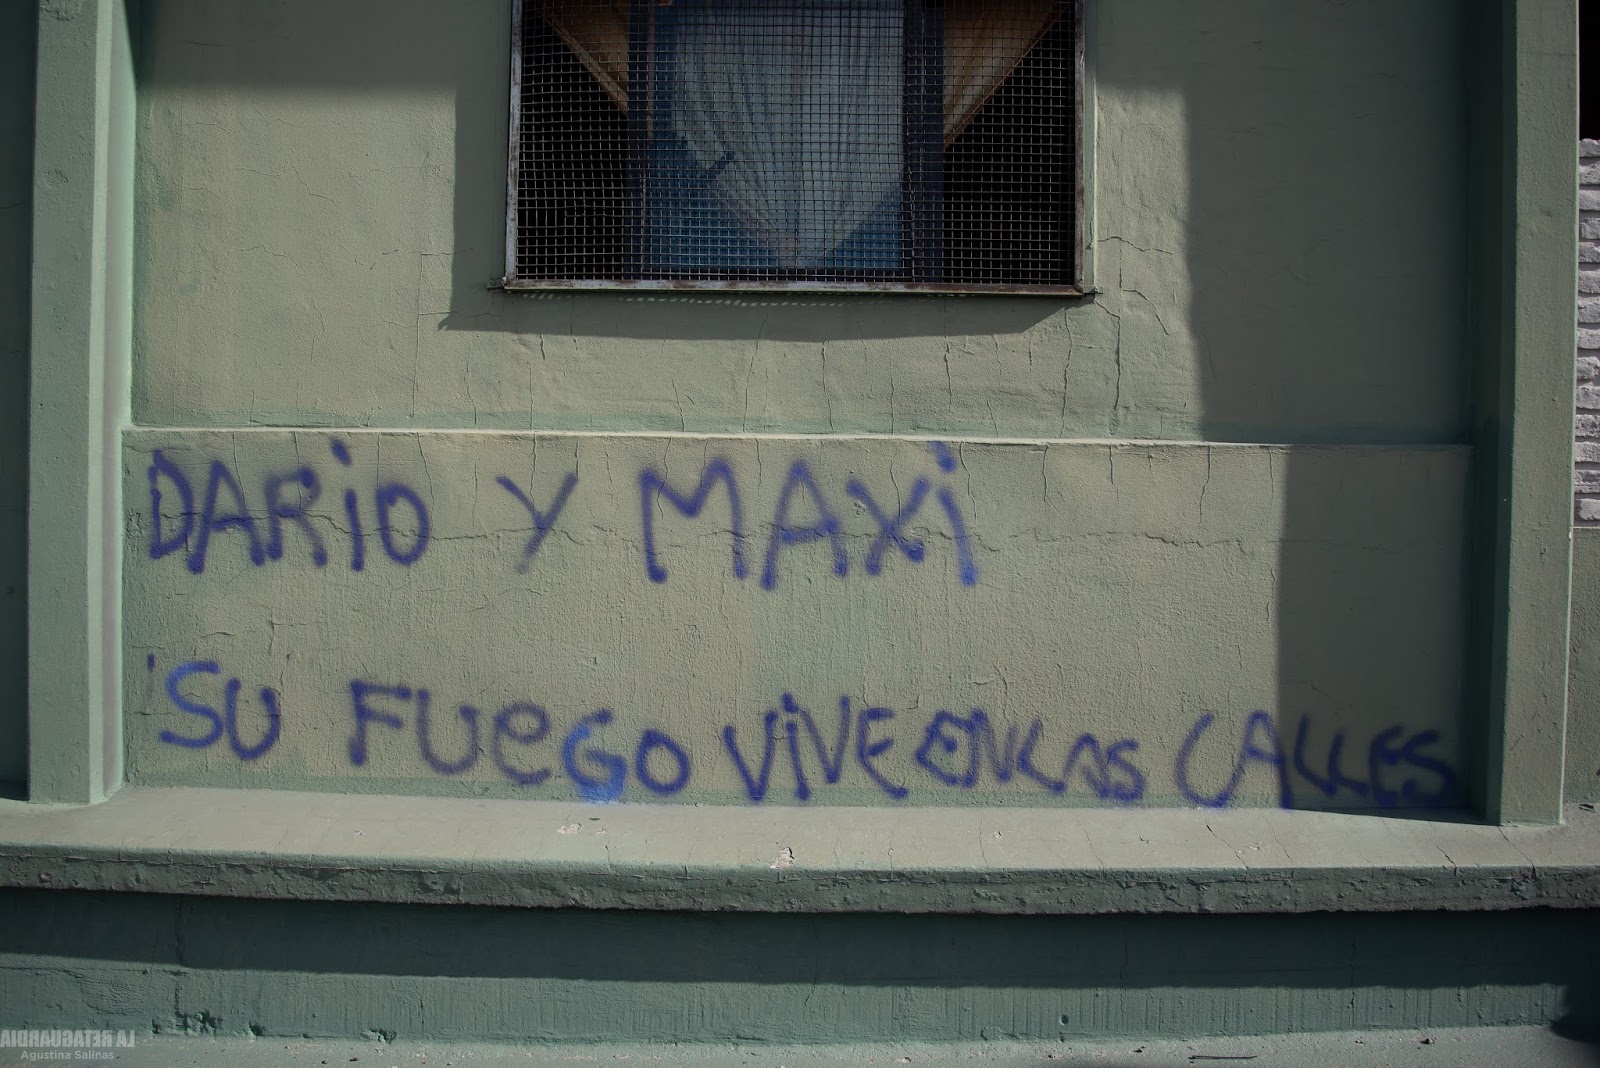 DARiO Y MAXi
¡SU FUeGO ViVE EN LAS CALLES
LA RETAGUARDIA
Agustina Salinas